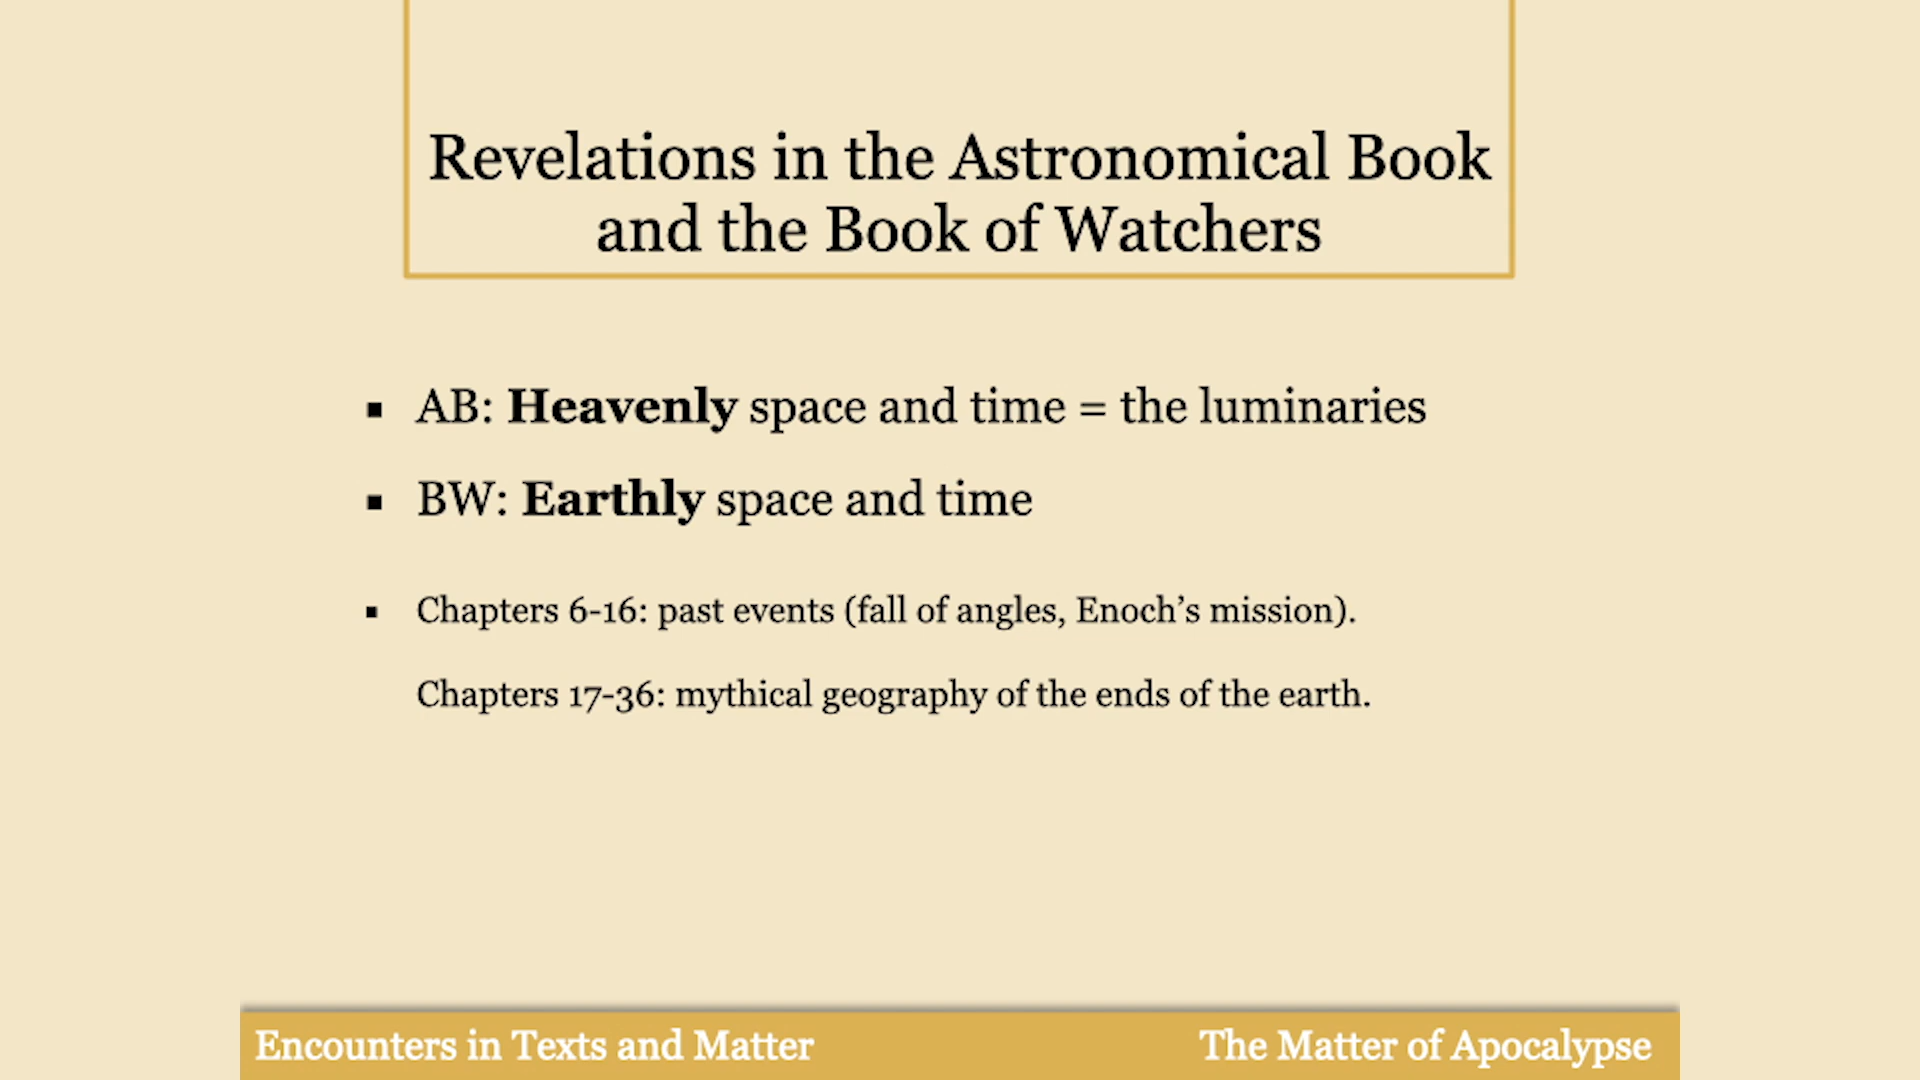 Revelations in the Astronomical Book
and the Book of Watchers
▪ AB: Heavenly space and time = the luminaries
▪ BW: Earthly space and time
▪ Chapters 6-16: past events (fall of angles, Enoch’s mission).
Chapters 17-36: mythical geography of the ends of the earth.
Encounters in Texts and Matter
The Matter of Apocalypse